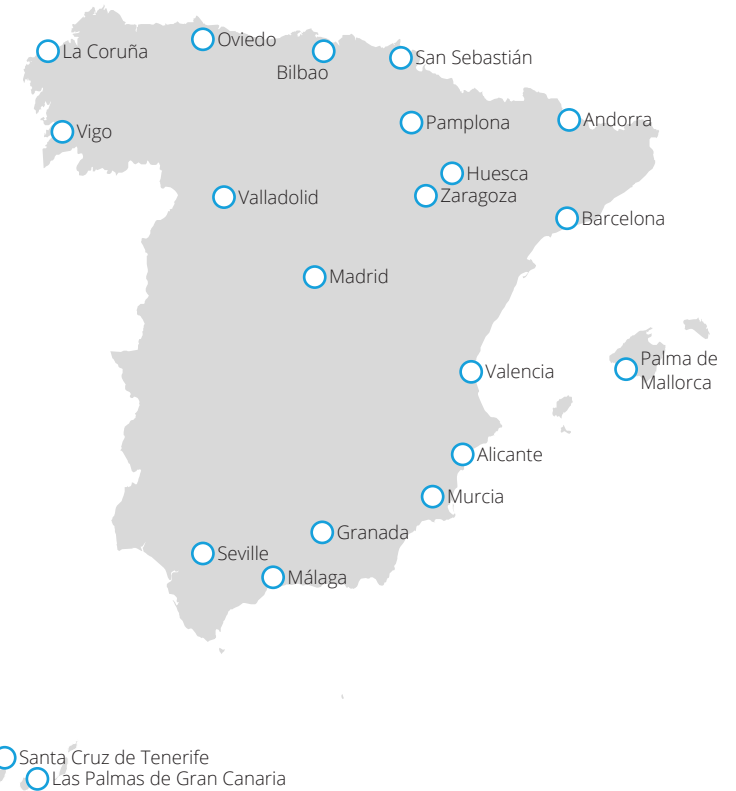 Oviedo
La Coruña
San Sebastián
Bilbao
Andorra
Pamplona
Vigo
Huesca
Zaragoza
Valladolid
Barcelona
Madrid
Palma de
Mallorca
Valencia
Alicante
Murcia
Granada
Seville
Málaga
Santa Cruz de Tenerife
Las Palmas de Gran Canaria